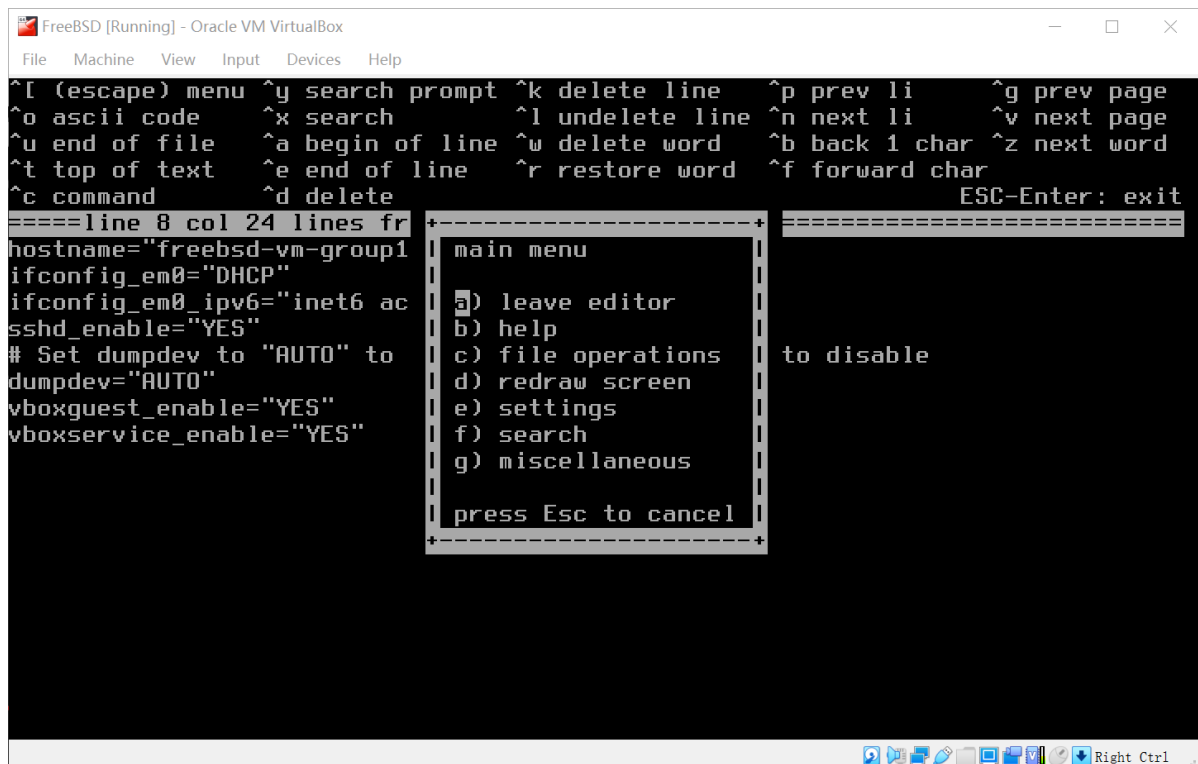 FreeBSD [Running] - Oracle VM VirtualBox
File Machine View Input Devices Help
^[ (escape) menu ^y search prompt ^k delete line ^p prev li ^g prev page
^o ascii code ^x search ^l undelete line ^n next li ^v next page
^u end of file ^a begin of line ^w delete word ^b back 1 char ^z next word
^t top of text ^e end of line ^r restore word ^f forward char
^c command ^d delete ESC-Enter: exit
=====line 8 col 24 lines fr +----------------------+ ===========================
hostname="freebsd-vm-group1 | main menu |
ifconfig_em0="DHCP" | |
ifconfig_em0_ipv6="inet6 ac | a) leave editor |
sshd_enable="YES" | b) help |
# Set dumpdev to "AUTO" to | c) file operations | to disable
dumpdev="AUTO" | d) redraw screen |
vboxguest_enable="YES" | e) settings |
vboxservice_enable="YES" | f) search |
| g) miscellaneous |
| |
| press Esc to cancel |
+----------------------+
Right Ctrl